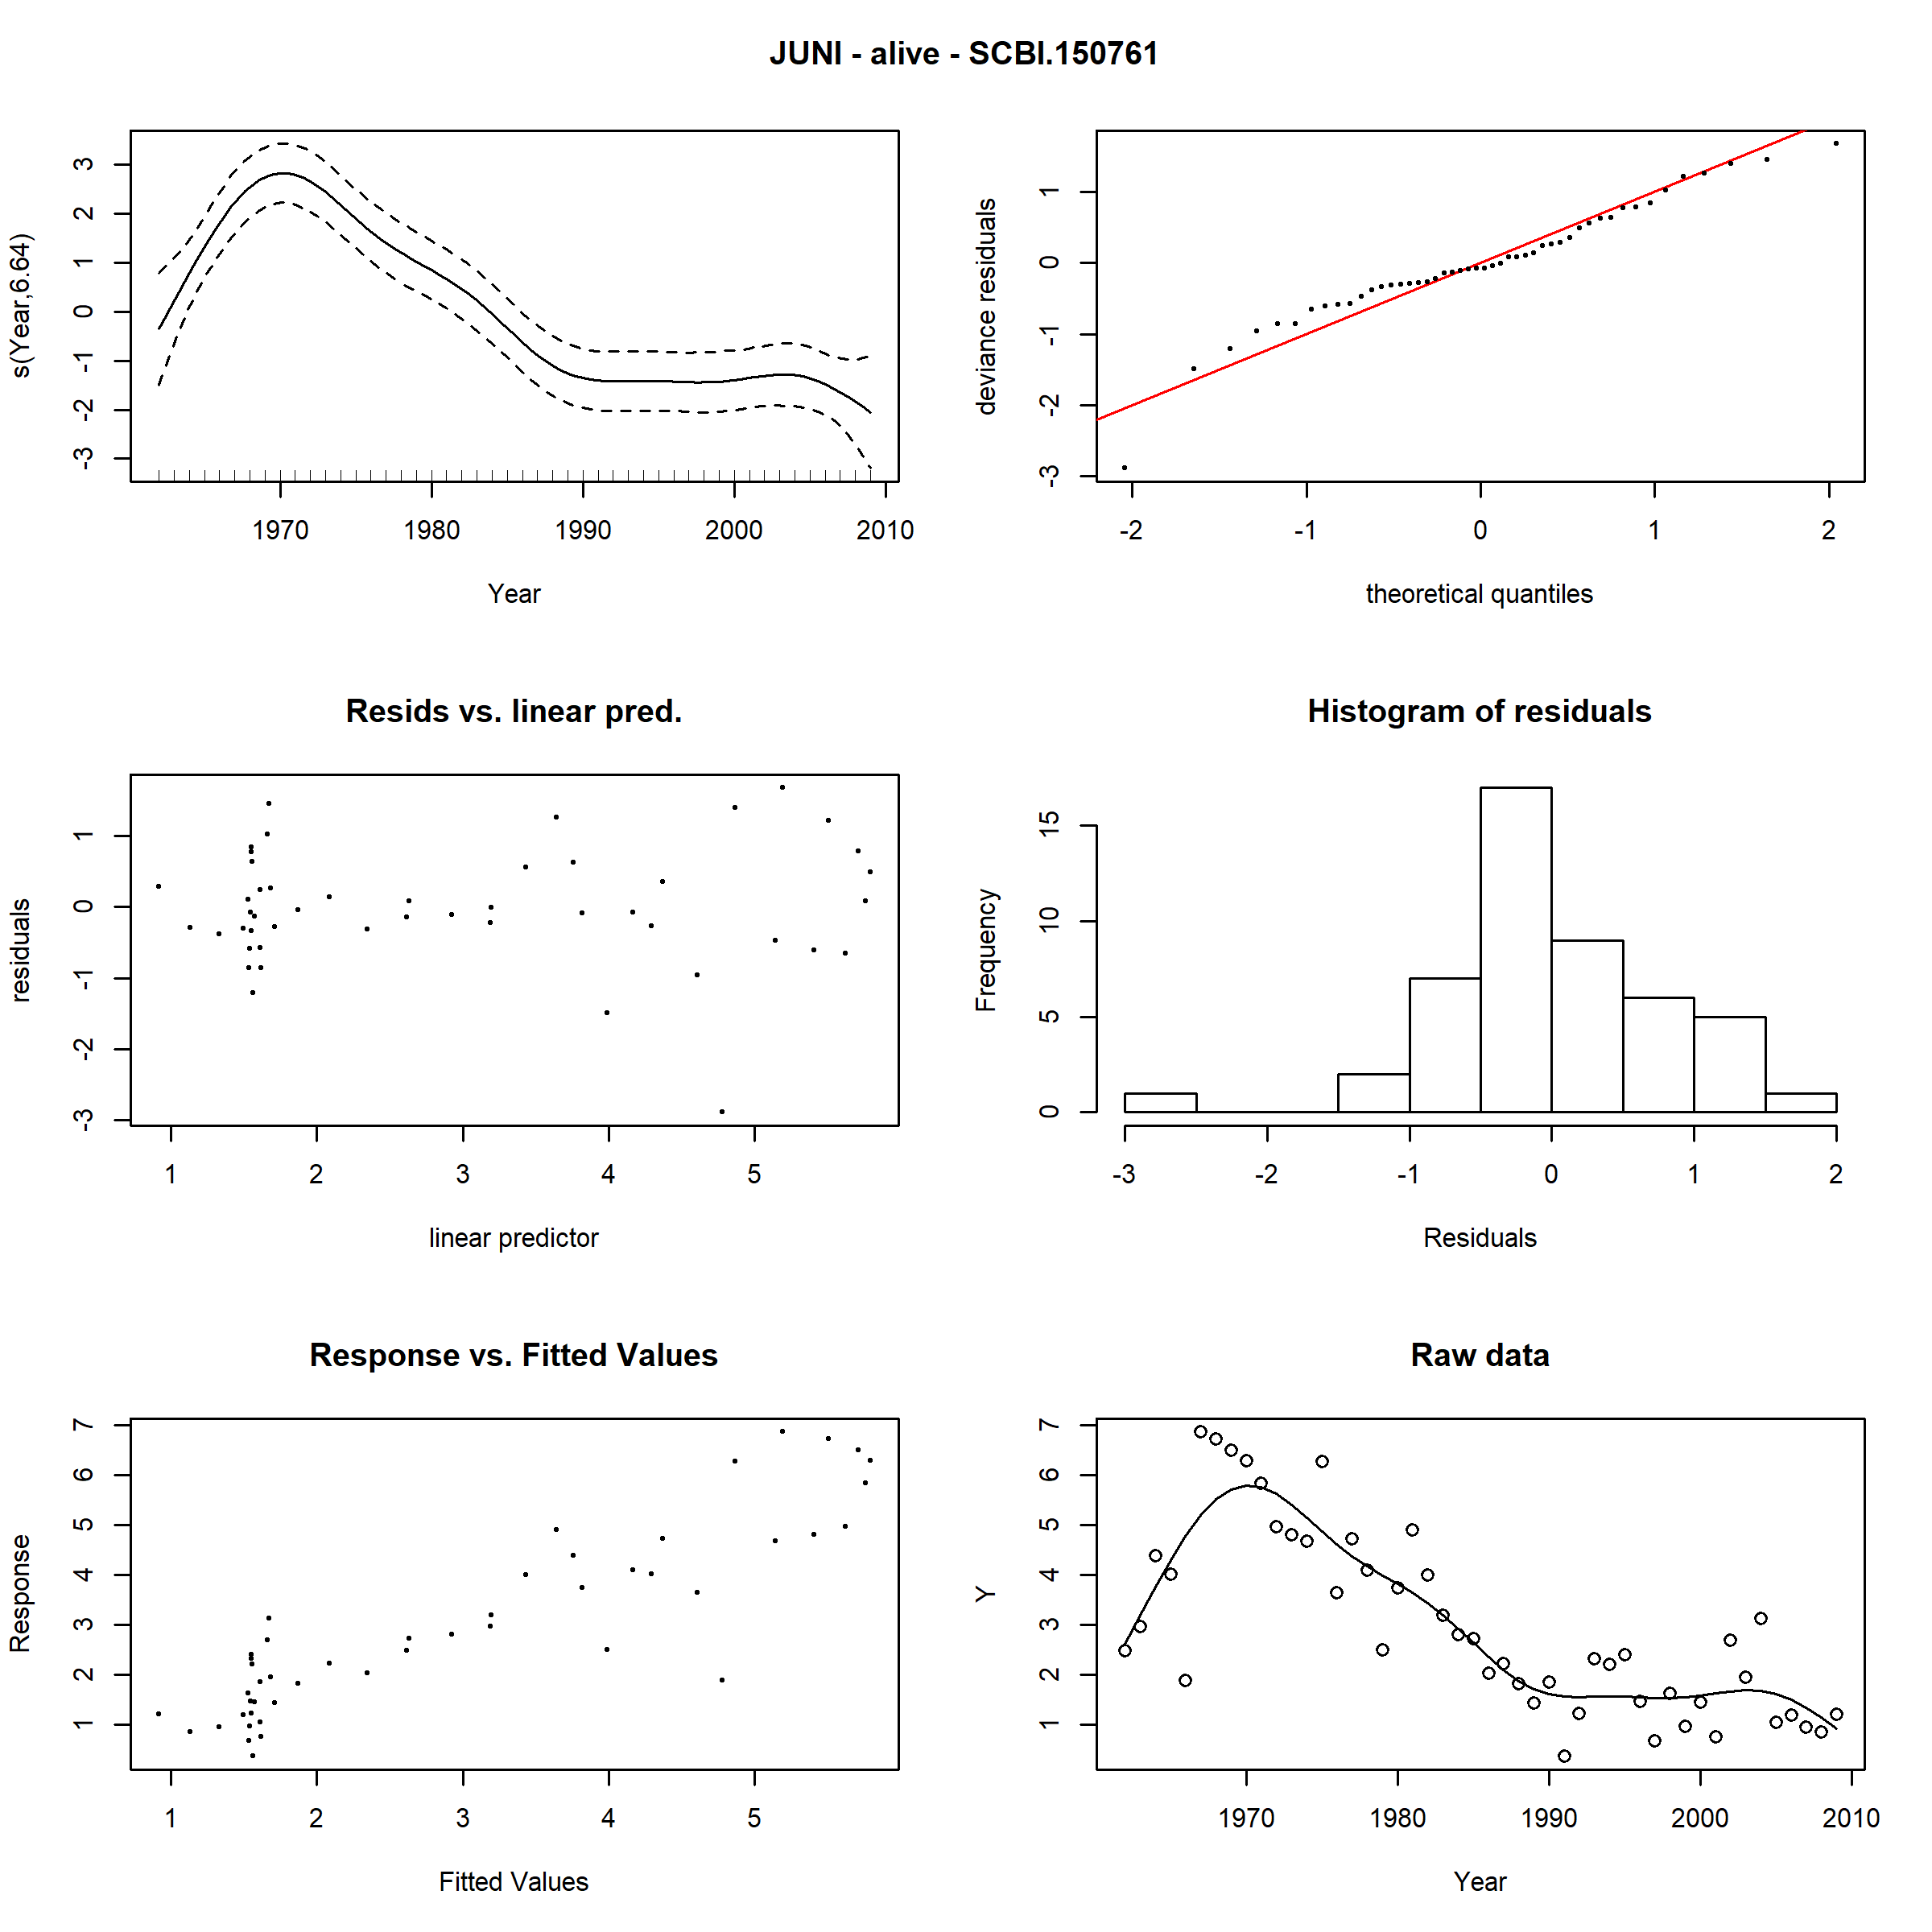 JUNI - alive - SCBI.150761
s(Year,6.64)
3
2
1
0
-1
-2
-3
1970 1980 1990 2000 2010
Year
deviance residuals
1
0
-1
-2
-3
-2 -1 0 1 2
theoretical quantiles
Resids vs. linear pred.
residuals
1
0
-1
-2
-3
1 2 3 4 5
linear predictor
Histogram of residuals
Frequency
15
10
5
0
-3 -2 -1 0 1 2
Residuals
Response vs. Fitted Values
Response
7
6
5
4
3
2
1
1 2 3 4 5
Fitted Values
Raw data
Y
7
6
5
4
3
2
1
1970 1980 1990 2000 2010
Year